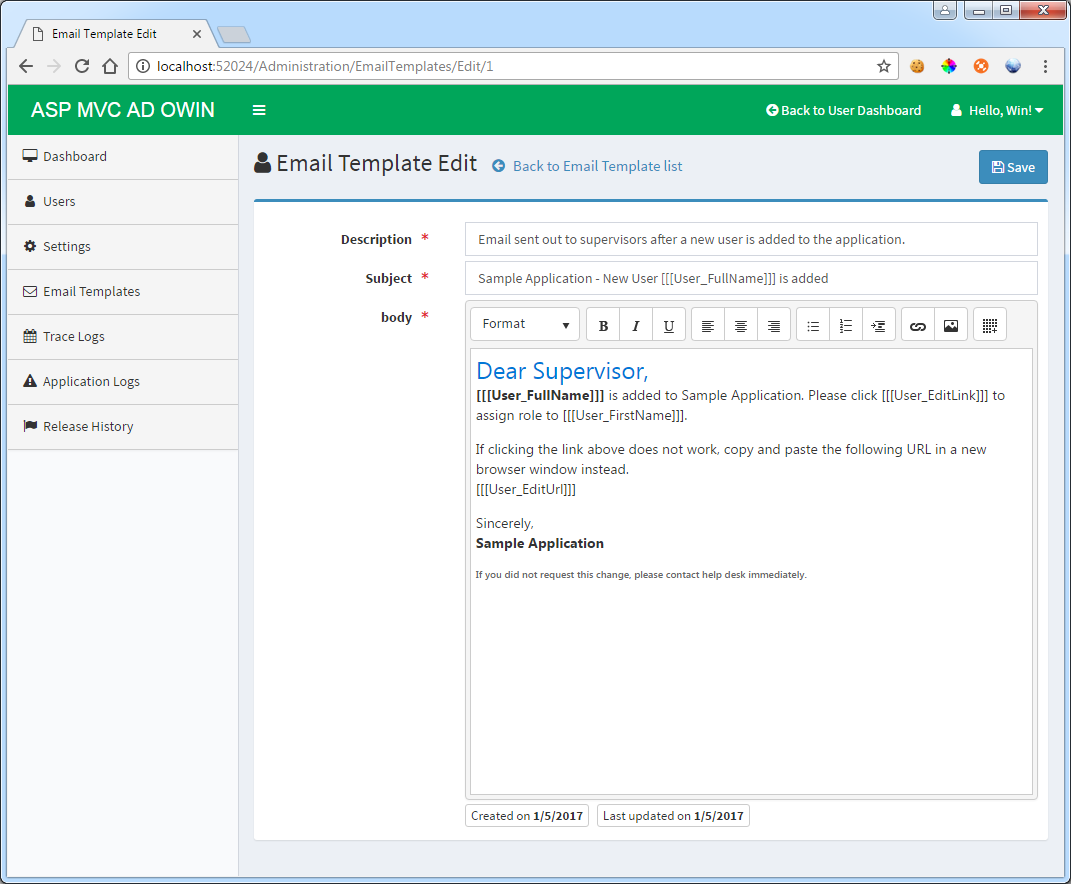 Email Template Edit
localhost:52024/Administration/EmailTemplates/Edit/1
ASP MVC AD OWIN
Back to User Dashboard
Hello, Win!
Dashboard
Users
Settings
Email Templates
Trace Logs
Application Logs
Release History
Email Template Edit
Back to Email Template list
Save
Description *
Email sent out to supervisors after a new user is added to the application.
Subject *
Sample Application - New User [[[User_FullName]]] is added
body *
Format
B I U
Dear Supervisor,
[[[User_FullName]]] is added to Sample Application. Please click [[[User_EditLink]]] to
assign role to [[[User_FirstName]]].
If clicking the link above does not work, copy and paste the following URL in a new
browser window instead.
[[[User_EditUrl]]]
Sincerely,
Sample Application
If you did not request this change, please contact help desk immediately.
Created on 1/5/2017
Last updated on 1/5/2017